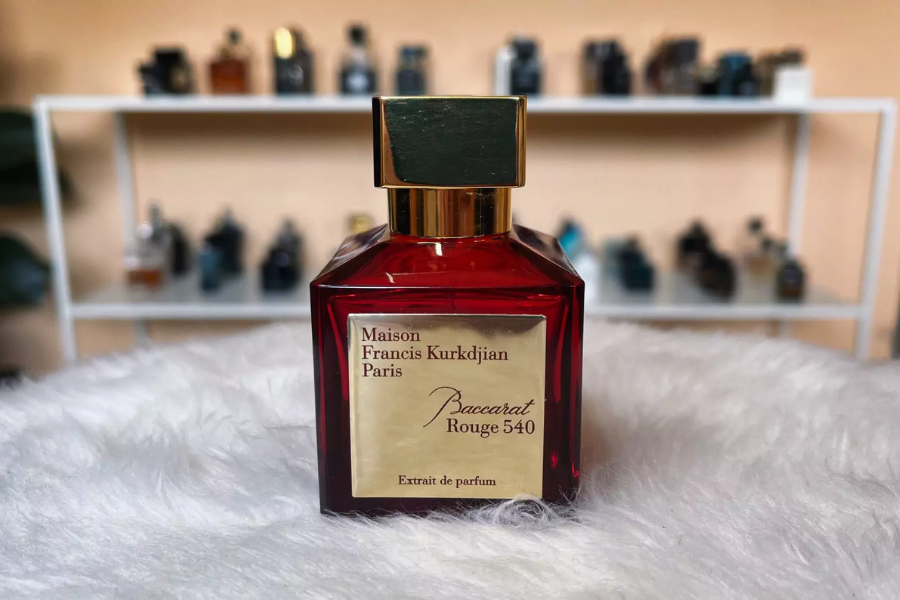 Maison
Francis Kurkdjian
Paris
Baccarat
Rouge 540
Extrait de parfum